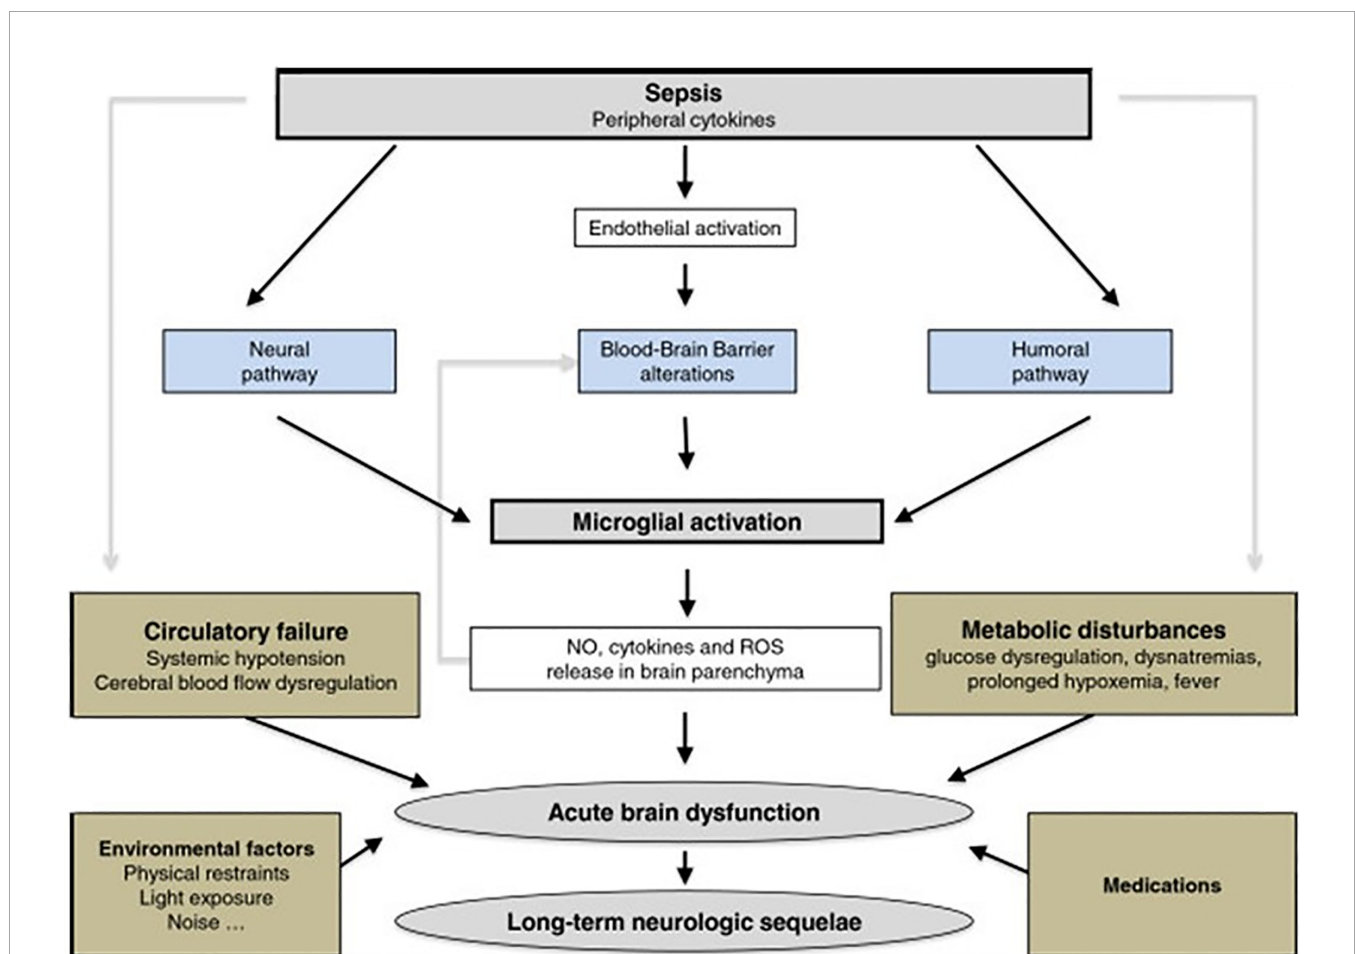 Sepsis
Peripheral cytokines
Endothelial activation
Neural
pathway
Blood-Brain Barrier
alterations
Humoral
pathway
Microglial activation
Circulatory failure
Systemic hypotension
Cerebral blood flow dysregulation
NO, cytokines and ROS
release in brain parenchyma
Metabolic disturbances
glucose dysregulation, dysnatremias,
prolonged hypoxemia, fever
Acute brain dysfunction
Environmental factors
Physical restraints
Light exposure
Noise ...
Medications
Long-term neurologic sequelae